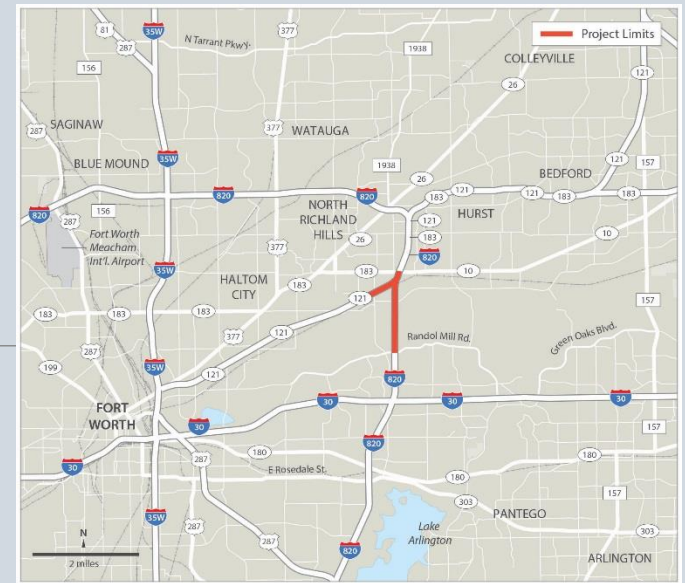 81
35W
N Tarrant Pkwy.
377
1938
Project Limits
287
COLLEYVILLE
156
26
121
287
SAGINAW
377
WATAUGA
BLUE MOUND
35W
1938
BEDFORD
157
26
121
820
820
820
183
121
121
183
183
156
287
NORTH
RICHLAND
HILLS
121
HURST
183
Fort Worth
Meacham
Int'l. Airport
377
26
820
10
35W
HALTOM
CITY
183
183
10
121
157
183
183
183
377
Randol Mill Rd.
Green Oaks Blvd.
287
199
35W
121
820
FORT
WORTH
30
30
30
30
157
820
180
180
30
287
E Rosedale St.
180
303
157
35W
287
PANTEGO
N
287
Lake
Arlington
303
2 miles
820
ARLINGTON